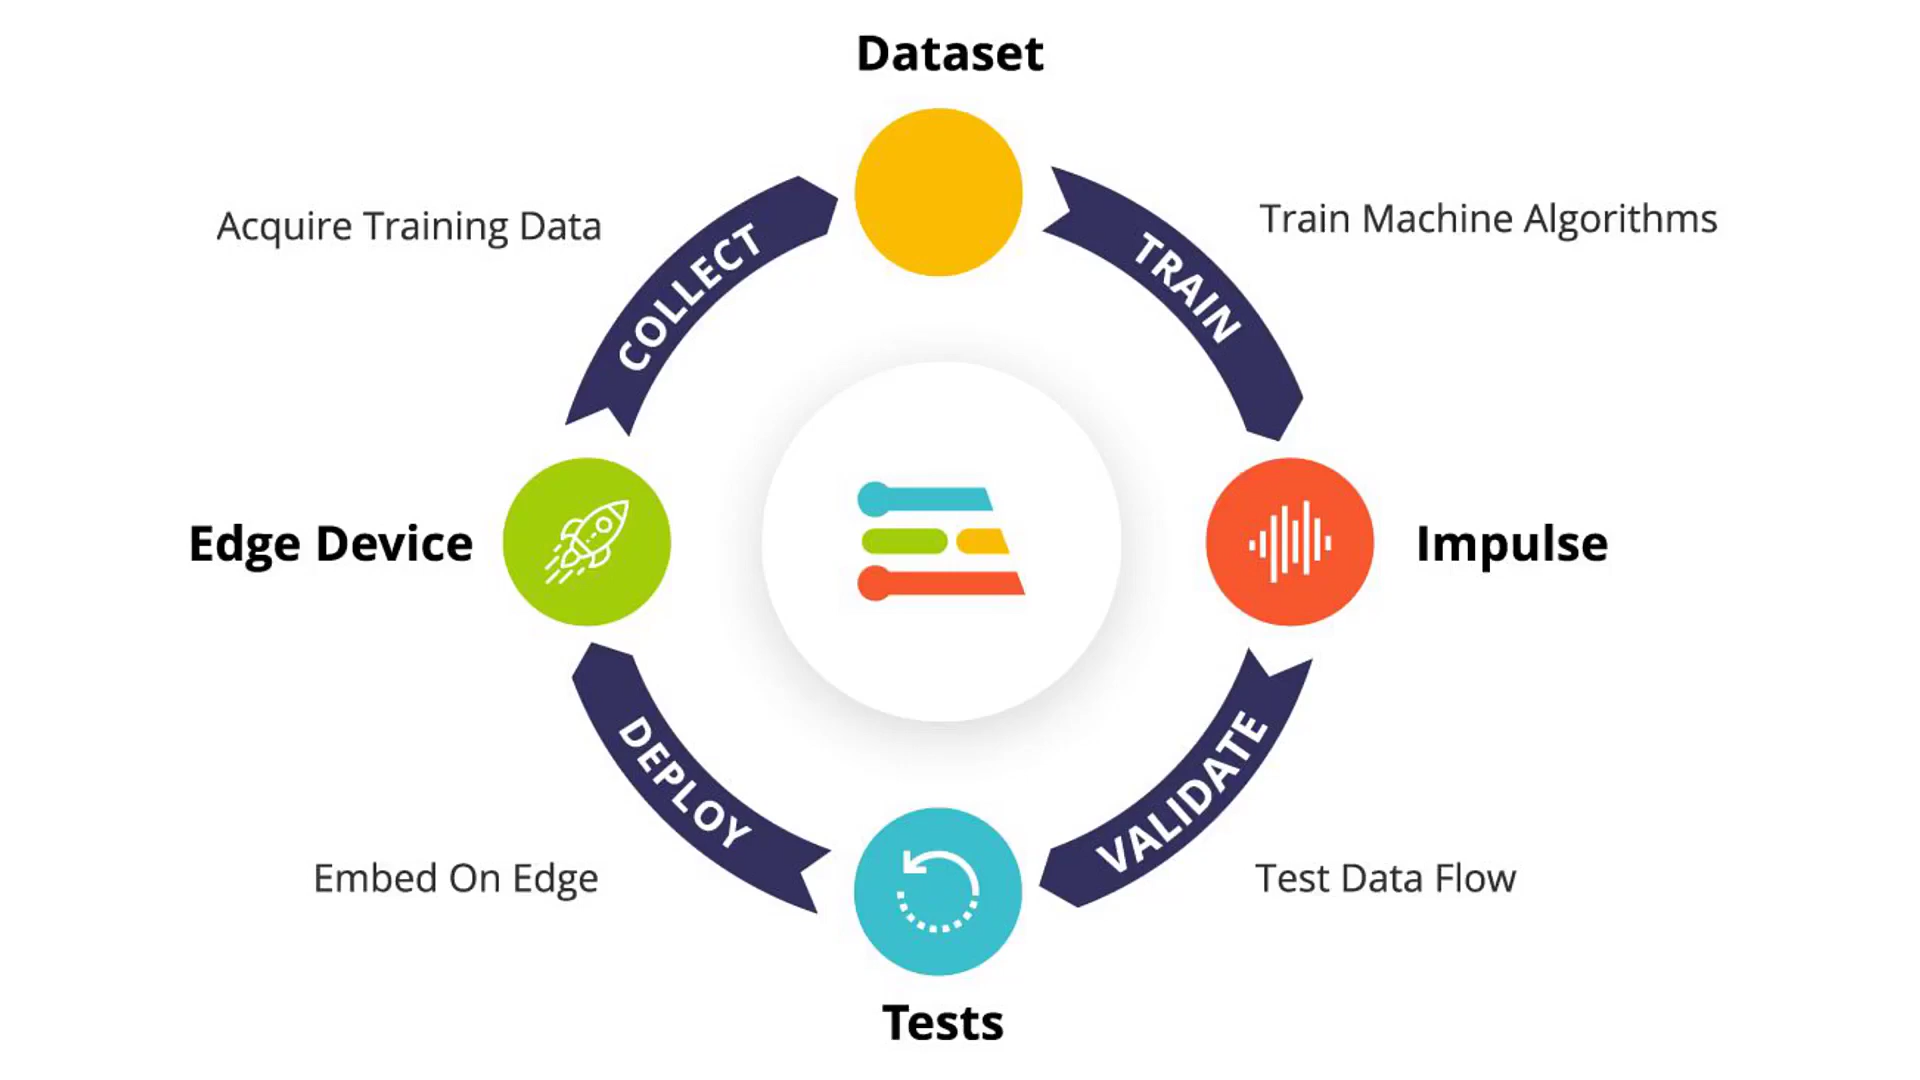 Dataset
Acquire Training Data
COLLECT
TRAIN
Train Machine Algorithms
Edge Device
Impulse
DEPLOY
VALIDATE
Embed On Edge
Test Data Flow
Tests